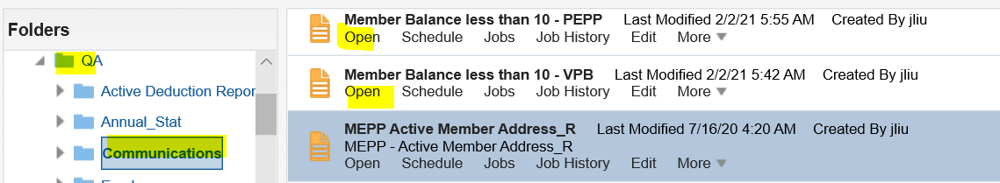 Folders
QA
Active Deduction Repor
Annual_Stat
Communications
Member Balance less than 10 - PEPP Last Modified 2/2/21 5:55 AM Created By jliu
Open Schedule Jobs Job History Edit More
Member Balance less than 10 - VPB Last Modified 2/2/21 5:42 AM Created By jliu
Open Schedule Jobs Job History Edit More
MEPP Active Member Address_R Last Modified 7/16/20 4:20 AM Created By jliu
MEPP - Active Member Address_R
Open Schedule Jobs Job History Edit More